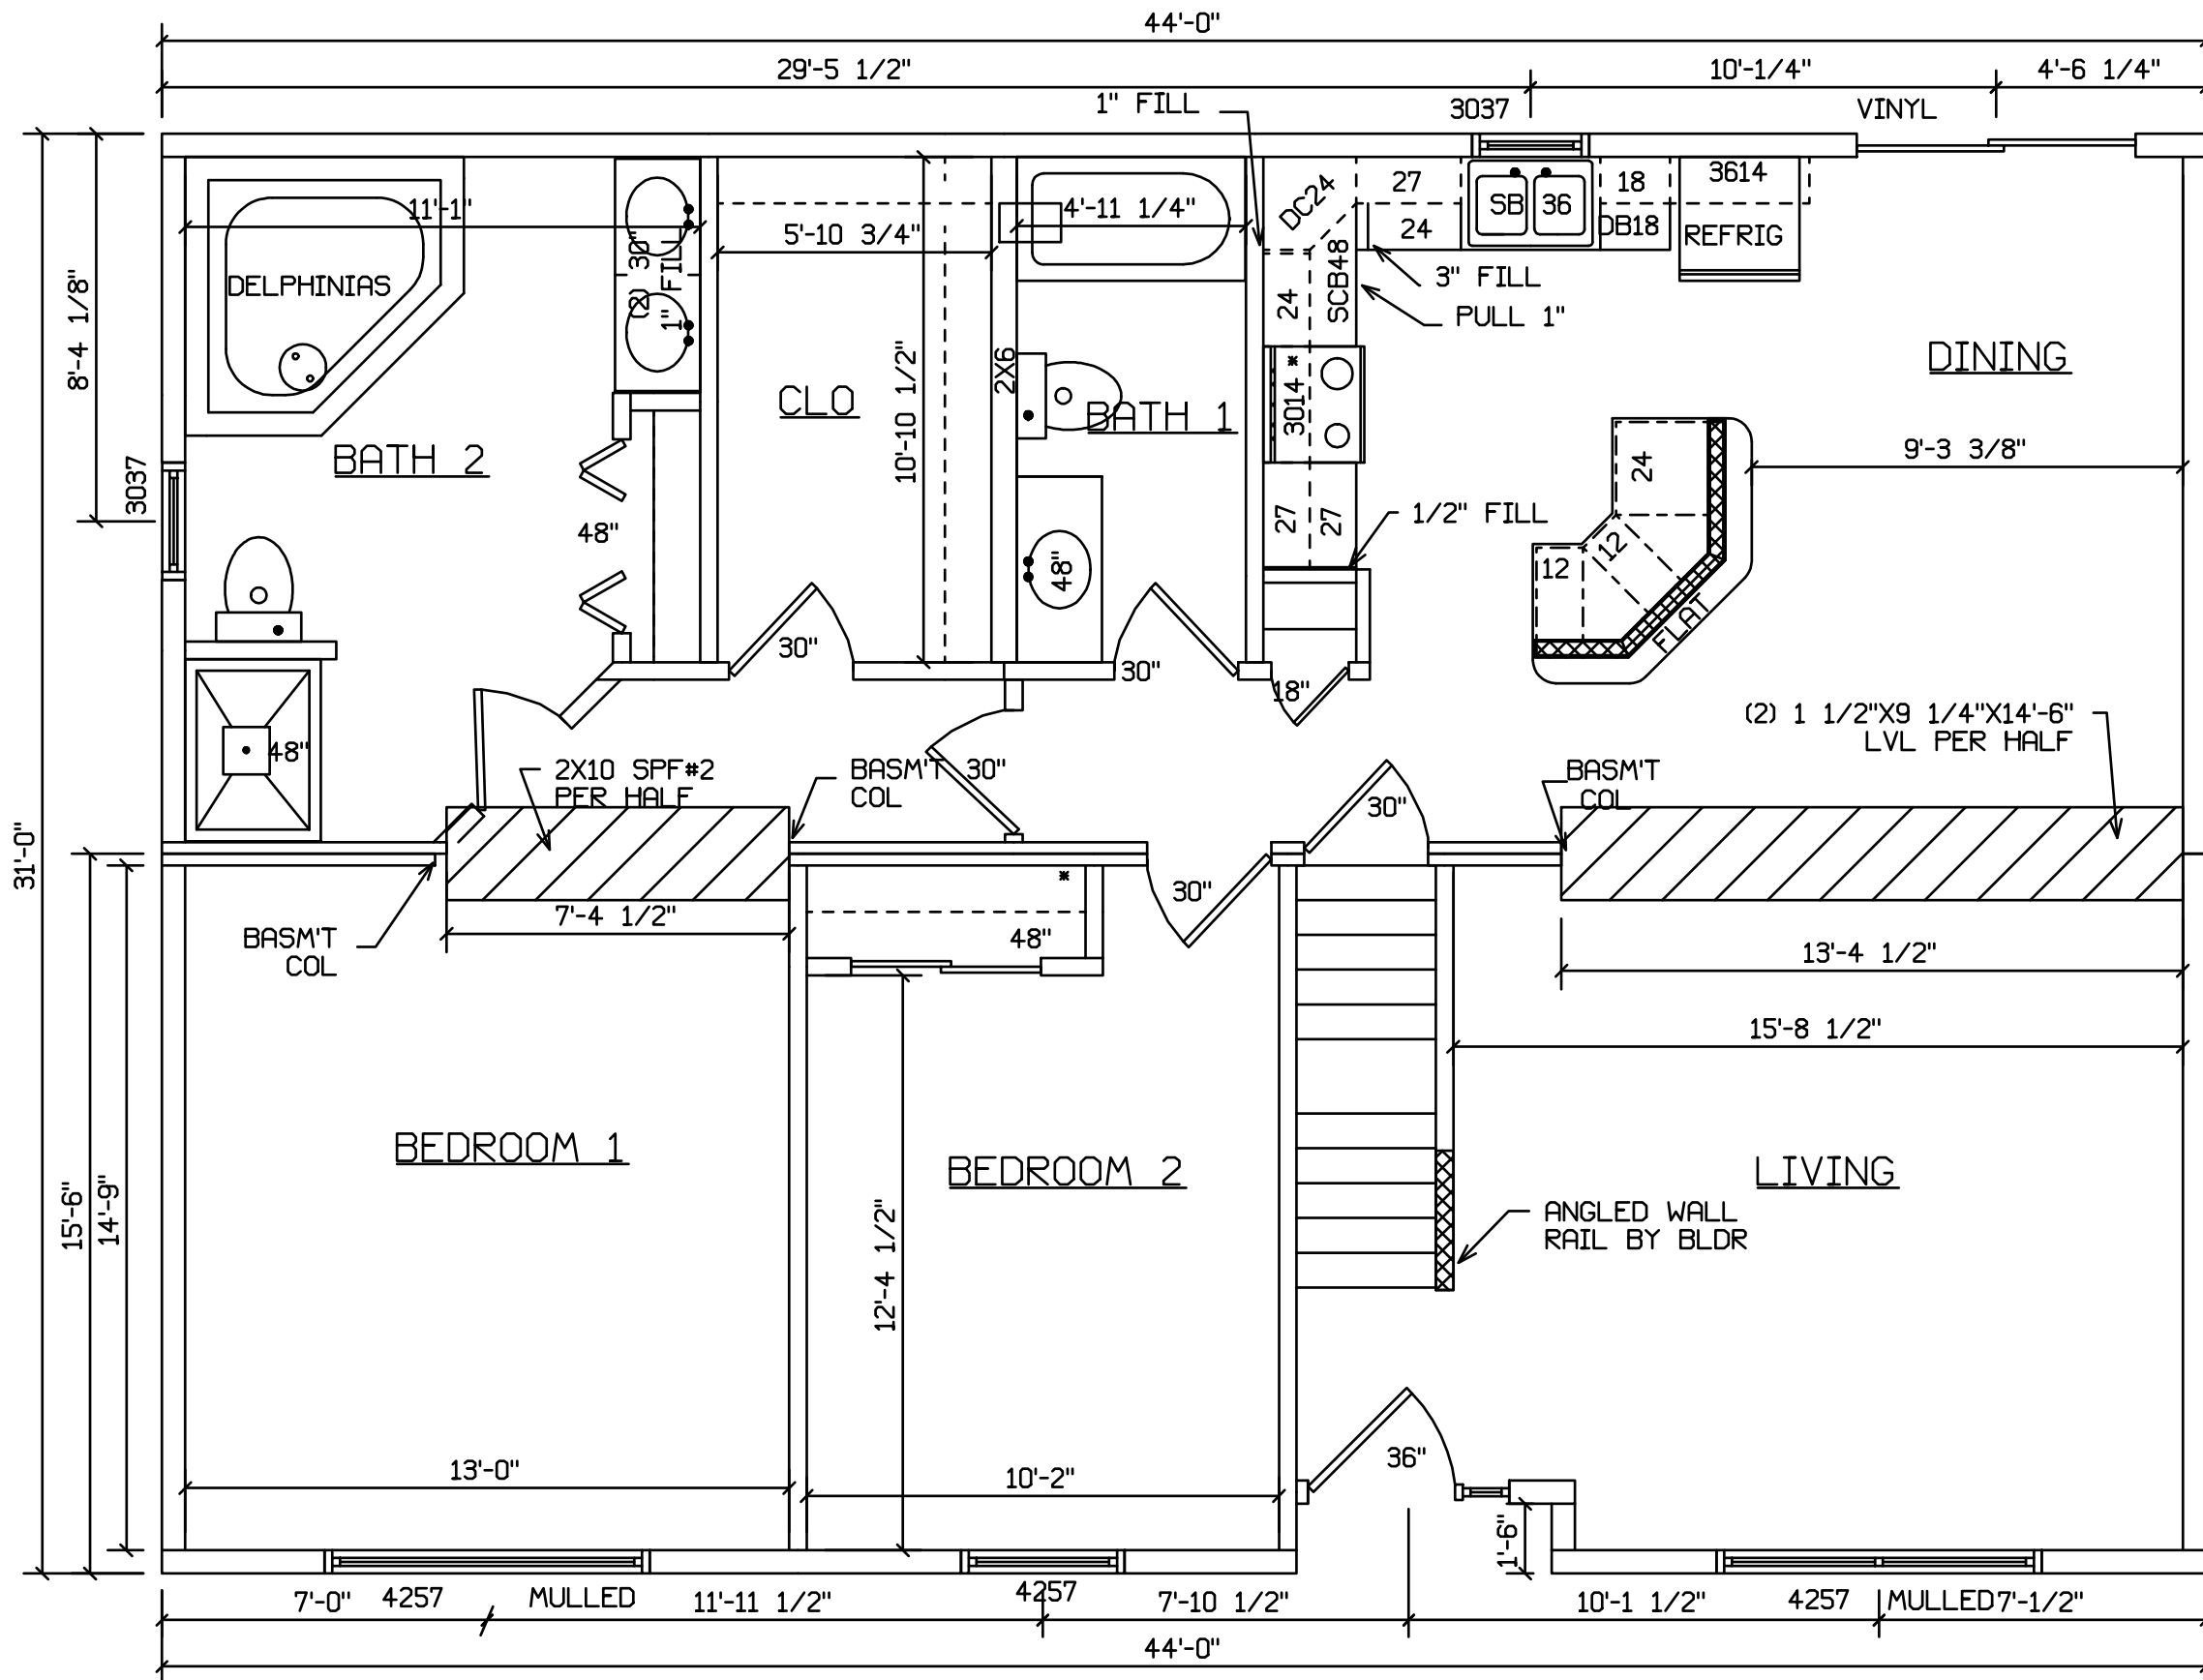 44'-0"
29'-5 1/2"
10'-1/4"
4'-6 1/4"
1" FILL
3037
VINYL
DC24
27
SB 36
18
3614
11'-1"
4'-11 1/4"
24
DB18
REFRIG
5'-10 3/4"
(2) 30"
1" FILL
DELPHINIAS
8'-4 1/8"
SCB48
24
3" FILL
PULL 1"
10'-10 1/2"
2X6
3014 *
DINING
CLO
BATH 1
BATH 2
9'-3 3/8"
24
3037
48"
27
27
1/2" FILL
48"
12
12
FLAT
30"
30"
18"
(2) 1 1/2"X9 1/4"X14'-6"
LVL PER HALF
48"
2X10 SPF#2
PER HALF
BASM'T
COL
30"
30"
BASM'T
COL
31'-0"
30"
*
7'-4 1/2"
BASM'T
COL
48"
13'-4 1/2"
15'-8 1/2"
BEDROOM 1
BEDROOM 2
LIVING
15'-6"
14'-9"
12'-4 1/2"
ANGLED WALL
RAIL BY BLDR
13'-0"
10'-2"
36"
1'-6"
7'-0"
4257
MULLED
11'-11 1/2"
4257
7'-10 1/2"
10'-1 1/2"
4257
MULLED
7'-1/2"
44'-0"